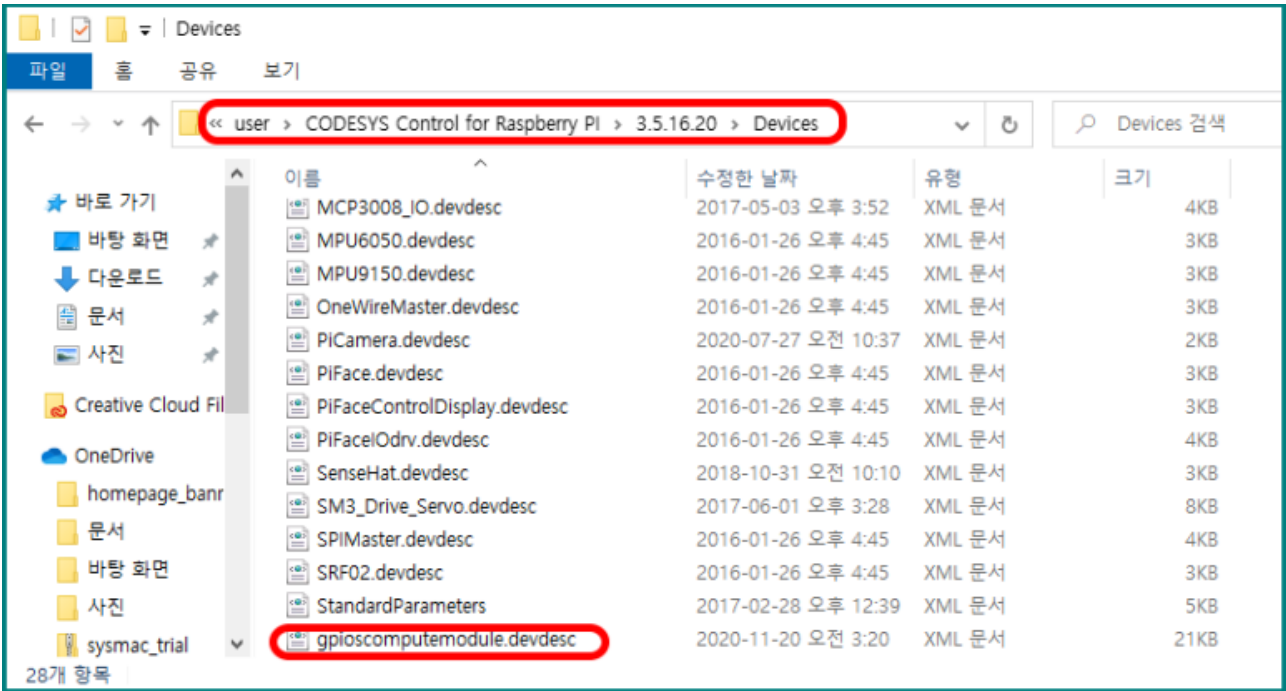 Devices
파일 홈 공유 보기
« user > CODESYS Control for Raspberry PI > 3.5.16.20 > Devices
Devices 검색
이름 수정한 날짜 유형 크기
바로 가기
바탕 화면
다운로드
문서
사진
Creative Cloud Fil
OneDrive
homepage_banr
문서
바탕 화면
사진
sysmac_trial
MCP3008_IO.devdesc 2017-05-03 오후 3:52 XML 문서 4KB
MPU6050.devdesc 2016-01-26 오후 4:45 XML 문서 3KB
MPU9150.devdesc 2016-01-26 오후 4:45 XML 문서 3KB
OneWireMaster.devdesc 2016-01-26 오후 4:45 XML 문서 3KB
PiCamera.devdesc 2020-07-27 오전 10:37 XML 문서 2KB
PiFace.devdesc 2016-01-26 오후 4:45 XML 문서 3KB
PiFaceControlDisplay.devdesc 2016-01-26 오후 4:45 XML 문서 3KB
PiFaceIOdrv.devdesc 2016-01-26 오후 4:45 XML 문서 4KB
SenseHat.devdesc 2018-10-31 오전 10:10 XML 문서 3KB
SM3_Drive_Servo.devdesc 2017-06-01 오후 3:28 XML 문서 8KB
SPIMaster.devdesc 2016-01-26 오후 4:45 XML 문서 4KB
SRF02.devdesc 2016-01-26 오후 4:45 XML 문서 3KB
StandardParameters 2017-02-28 오후 12:39 XML 문서 5KB
gpioscomputemodule.devdesc 2020-11-20 오전 3:20 XML 문서 21KB
28개 항목